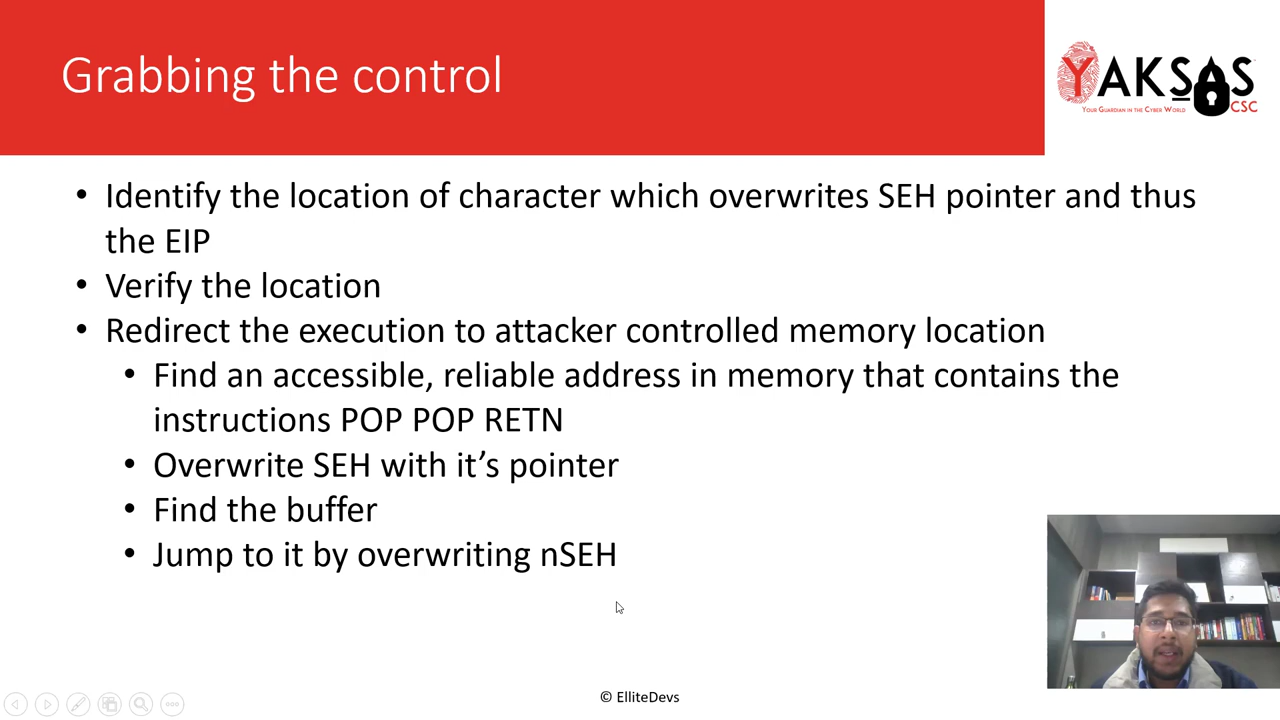 Grabbing the control
YAKSAS
CSC
YOUR GUARDIAN IN THE CYBER WORLD
• Identify the location of character which overwrites SEH pointer and thus
the EIP
• Verify the location
• Redirect the execution to attacker controlled memory location
• Find an accessible, reliable address in memory that contains the
instructions POP POP RETN
• Overwrite SEH with it’s pointer
• Find the buffer
• Jump to it by overwriting nSEH
© ElliteDevs